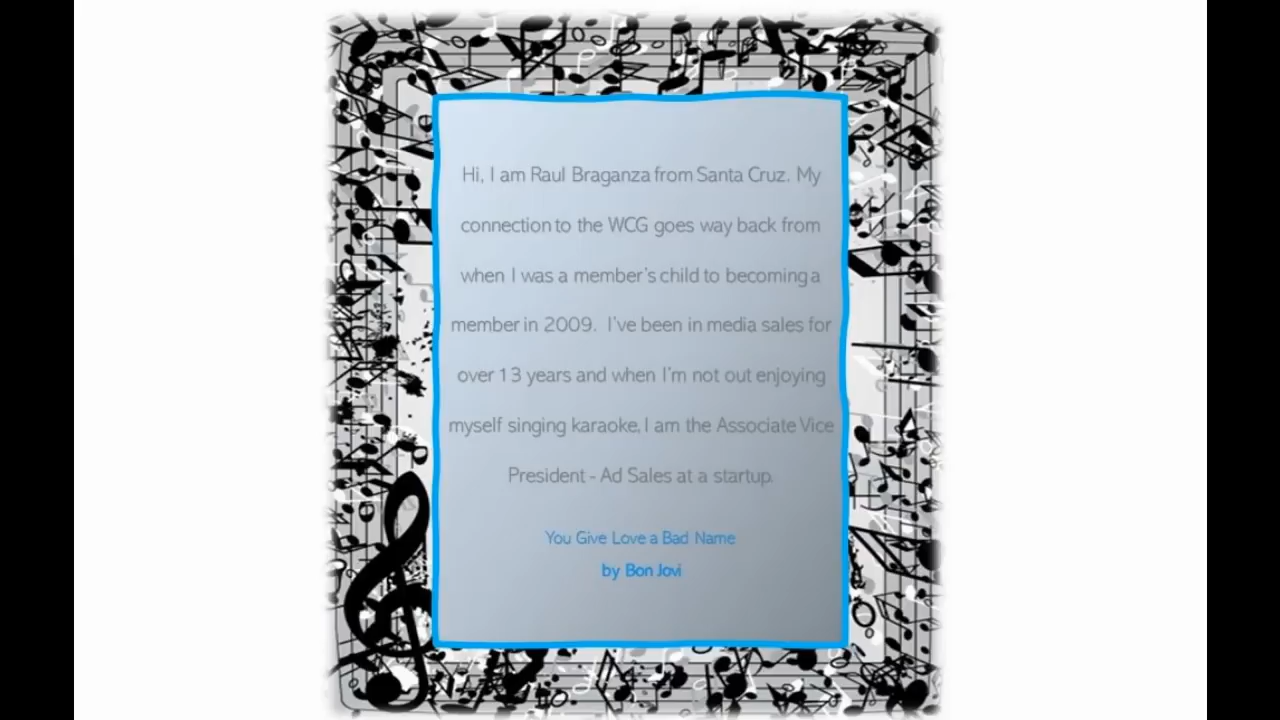 Hi, I am Raul Braganza from Santa Cruz. My
connection to the WCG goes way back from
when I was a member's child to becoming a
member in 2009. I've been in media sales for
over 13 years and when I'm not out enjoying
myself singing karaoke, I am the Associate Vice
President - Ad Sales at a startup.
You Give Love a Bad Name
by Bon Jovi